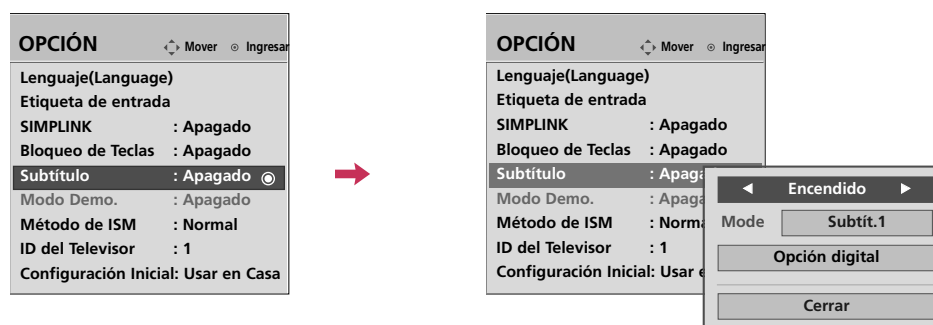 OPCIÓN Mover Ingresar
Lenguaje(Language)
Etiqueta de entrada
SIMPLINK : Apagado
Bloqueo de Teclas : Apagado
Subtítulo : Apagado
Modo Demo. : Apagado
Método de ISM : Normal
ID del Televisor : 1
Configuración Inicial: Usar en Casa
OPCIÓN Mover Ingresar
Lenguaje(Language)
Etiqueta de entrada
SIMPLINK : Apagado
Bloqueo de Teclas : Apagado
Subtítulo : Apaga
Modo Demo. : Apaga
Método de ISM : Norma
ID del Televisor : 1
Configuración Inicial: Usar e
Encendido
Mode Subtít.1
Opción digital
Cerrar